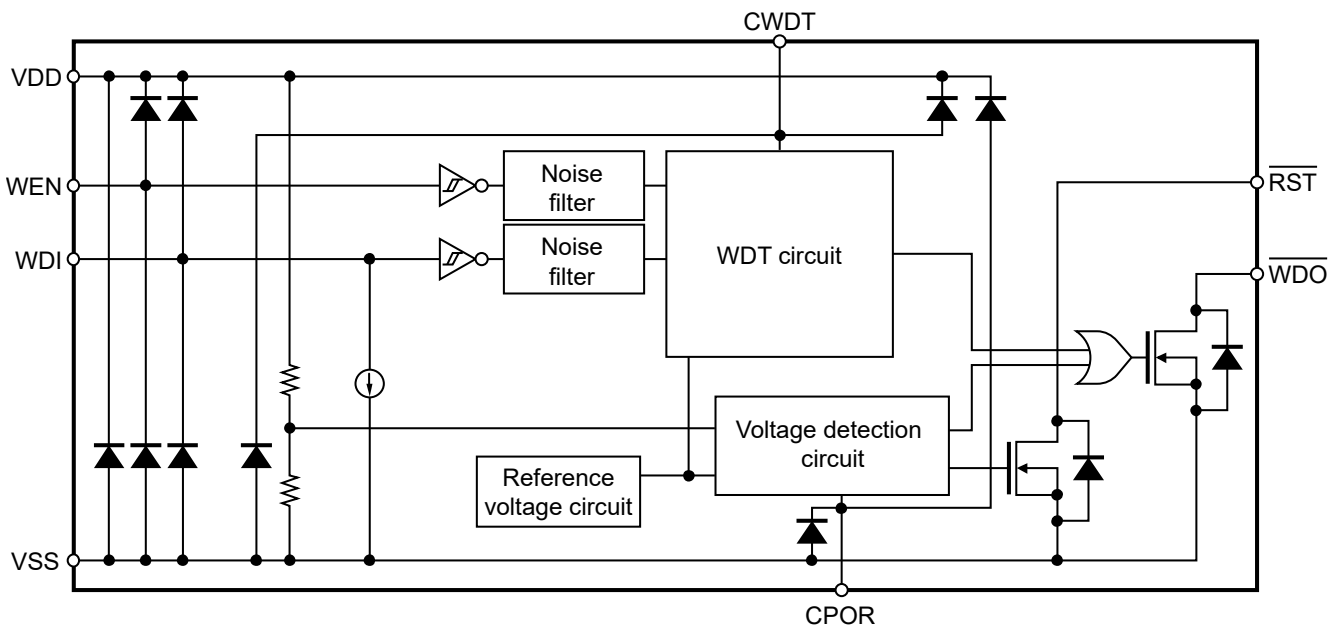 CWDT
VDD
WEN
Noise
filter
RST
WDI
Noise
filter
WDT circuit
WDO
Voltage detection
circuit
Reference
voltage circuit
VSS
CPOR